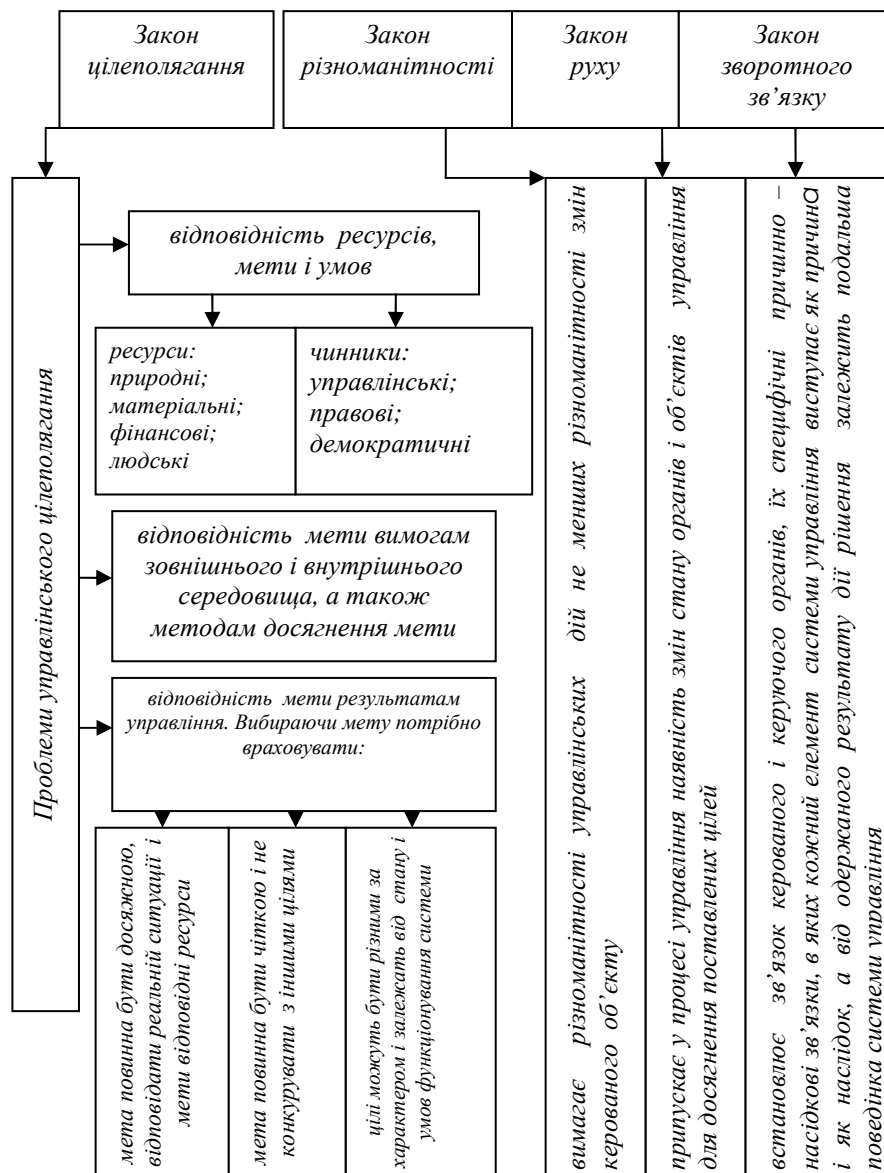 Закон
цілеполягання
Закон
різноманітності
Закон
руху
Закон
зворотного
зв’язку
Проблеми управлінського цілеполягання
відповідність ресурсів,
мети і умов
ресурси:
природні;
матеріальні;
фінансові;
людські
чинники:
управлінські;
правові;
демократичні
відповідність мети вимогам
зовнішнього і внутрішнього
середовища, а також
методам досягнення мети
відповідність мети результатам
управління. Вибираючи мету потрібно
враховувати:
мета повинна бути досяжною,
відповідати реальній ситуації і
мети відповідні ресурси
мета повинна бути чіткою і не
конкурувати з іншими цілями
цілі можуть бути різними за
характером і залежать від стану і
умов функціонування системи
вимагає різноманітності управлінських дій не менших різноманітності змін
керованого об’єкту
припускає у процесі управління наявність змін стану органів і об’єктів управління
для досягнення поставлених цілей
встановлює зв’язок керованого і керуючого органів, їх специфічні причинно –
насідкові зв’язки, в яких кожний елемент системи управління виступає як причина
і як наслідок, а від одержаного результату дії рішення залежить подальша
поведінка системи управління